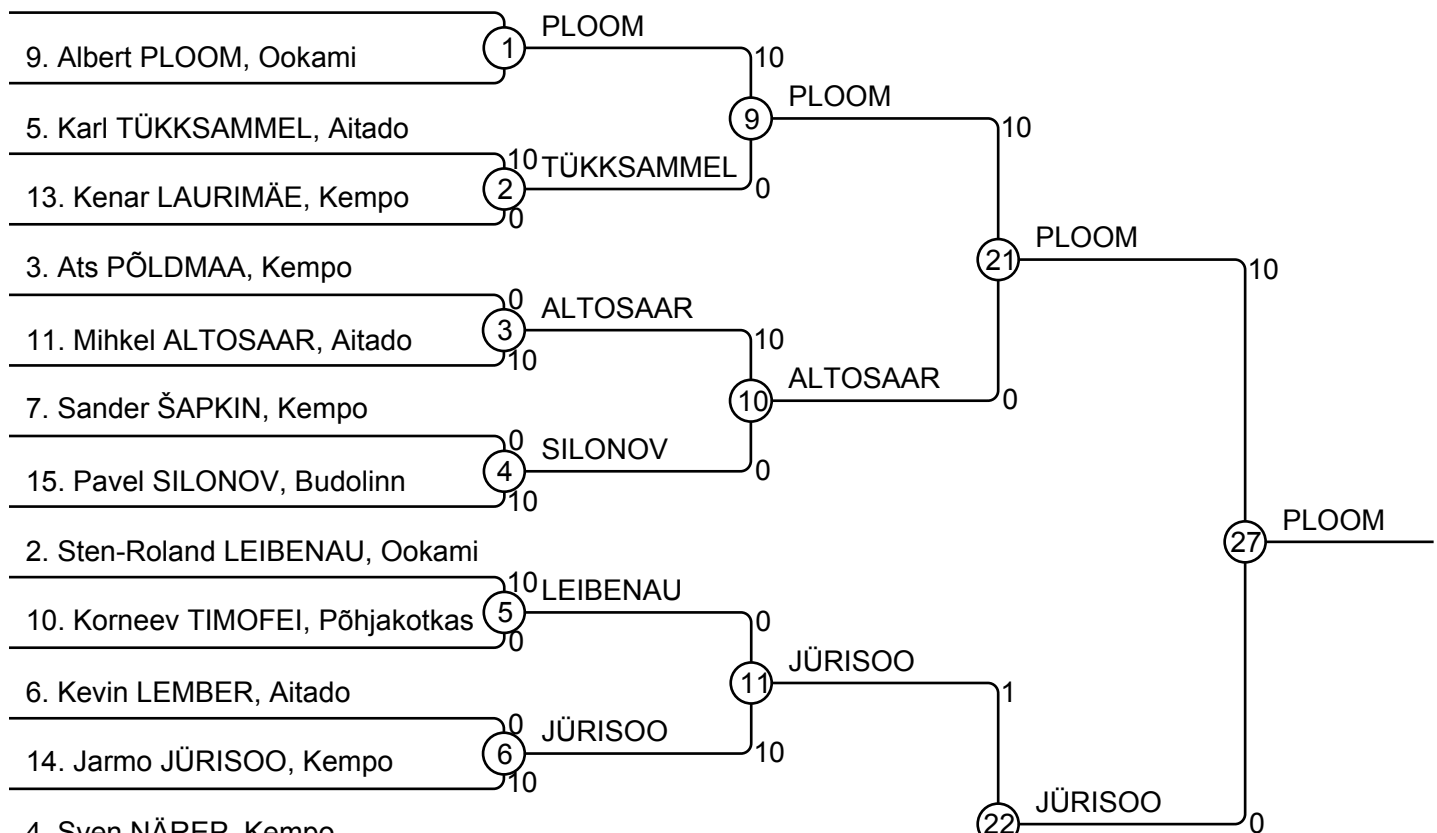 PLOOM
9. Albert PLOOM, Ookami
1
10
PLOOM
9
10
5. Karl TÜKKSAMMEL, Aitado
10
TÜKKSAMMEL
2
0
13. Kenar LAURIMÄE, Kempo
0
PLOOM
21
10
3. Ats PÕLDMAA, Kempo
0
ALTOSAAR
3
10
11. Mihkel ALTOSAAR, Aitado
10
ALTOSAAR
10
0
7. Sander ŠAPKIN, Kempo
0
SILONOV
4
0
15. Pavel SILONOV, Budolinn
10
PLOOM
27
2. Sten-Roland LEIBENAU, Ookami
10
LEIBENAU
5
0
10. Korneev TIMOFEI, Põhjakotkas
0
JÜRISOO
11
1
6. Kevin LEMBER, Aitado
0
JÜRISOO
6
10
14. Jarmo JÜRISOO, Kempo
10
JÜRISOO
22
0
4. Sven NÄREP, Kempo